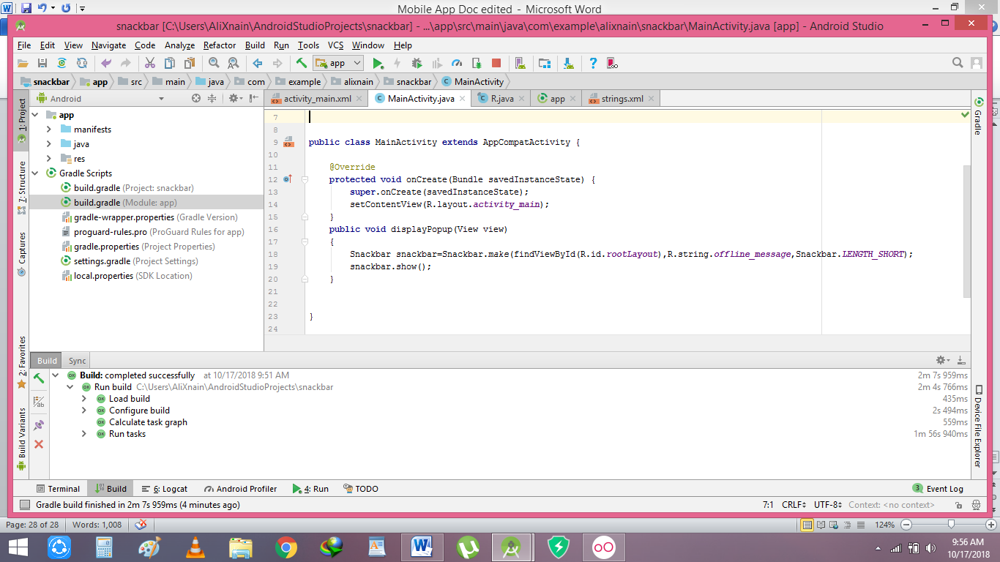 Mobile App Doc edited - Microsoft Word
snackbar [C:\Users\AliXnain\AndroidStudioProjects\snackbar] - ...\app\src\main\java\com\example\alixnain\snackbar\MainActivity.java [app] - Android Studio
File Edit View Navigate Code Analyze Refactor Build Run Tools VCS Window Help
app
snackbar app src main java com example alixnain snackbar MainActivity
Android
activity_main.xml MainActivity.java R.java app strings.xml
1: Project
7: Structure
Captures
2: Favorites
Build Variants
app
manifests
java
res
Gradle Scripts
build.gradle (Project: snackbar)
build.gradle (Module: app)
gradle-wrapper.properties (Gradle Version)
proguard-rules.pro (ProGuard Rules for app)
gradle.properties (Project Properties)
settings.gradle (Project Settings)
local.properties (SDK Location)
7
8
9 public class MainActivity extends AppCompatActivity {
10
11 @Override
12 protected void onCreate(Bundle savedInstanceState) {
13 super.onCreate(savedInstanceState);
14 setContentView(R.layout.activity_main);
15 }
16 public void displayPopup(View view)
17 {
18 Snackbar snackbar=Snackbar.make(findViewById(R.id.rootLayout),R.string.offline_message,Snackbar.LENGTH_SHORT);
19 snackbar.show();
20 }
21
22
23 }
24
Gradle
Device File Explorer
Build Sync
Build: completed successfully at 10/17/2018 9:51 AM 2m 7s 959ms
Run build C:\Users\AliXnain\AndroidStudioProjects\snackbar 2m 4s 766ms
Load build 435ms
Configure build 2s 494ms
Calculate task graph 559ms
Run tasks 1m 56s 940ms
Terminal Build 6: Logcat Android Profiler 4: Run TODO 3 Event Log
Gradle build finished in 2m 7s 959ms (4 minutes ago) 7:1 CRLF UTF-8 Context: <no context>
Page: 28 of 28 Words: 1,008 124%
9:56 AM
10/17/2018